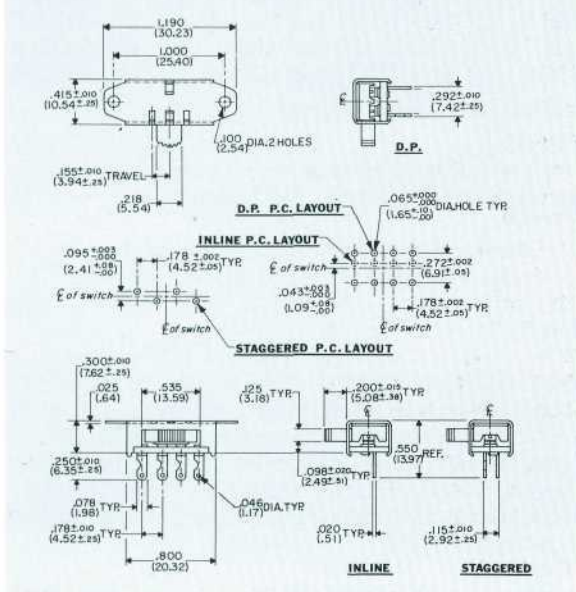 1.190
(30.23)
1.000
(25.40)
.415±.010
(10.54±.25)
.100 DIA. 2 HOLES
(2.54)
.155±.010 TRAVEL
(3.94±.25)
.218
(5.54)
.292±.010
(7.42±.25)
D.P.
D.P. P.C. LAYOUT
.065+.000 -.000 DIA. HOLE TYP.
(1.65+.10 -.00)
INLINE P.C. LAYOUT
.095+.003 -.000
(2.41+.08 -.00)
.178±.002 TYP.
(4.52±.05)
℄ of switch
.272±.002
(6.91±.05)
.043+.003 -.000
(1.09+.08 -.00)
.178±.002 TYP.
(4.52±.05)
℄ of switch
℄ of switch
℄ of switch
STAGGERED P.C. LAYOUT
.300±.010
(7.62±.25)
.025
(.64)
.535
(13.59)
.125 TYP.
(3.18)
.200±.015 TYP.
(5.08±.38)
℄
℄
℄
.550 REF.
(13.97)
.250±.010
(6.35±.25)
.098±.020 TYP.
(2.49±.51)
.078 TYP.
(1.98)
.046 DIA. TYP.
(1.17)
.178±.010 TYP.
(4.52±.25)
.020 TYP.
(.51)
.115±.010
(2.92±.25)
.800
(20.32)
INLINE
STAGGERED